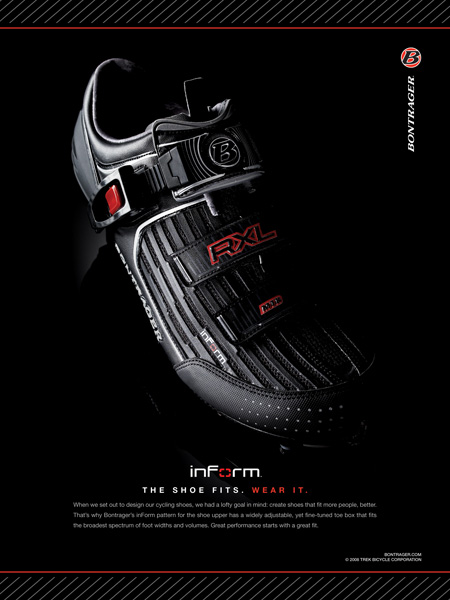 B
BONTRAGER
B
RXL
BONTRAGER
inForm
inForm
THE SHOE FITS. WEAR IT.
When we set out to design our cycling shoes, we had a lofty goal in mind: create shoes that fit more people, better.
That's why Bontrager's inForm pattern for the shoe upper has a widely adjustable, yet fine-tuned toe box that fits
the broadest spectrum of foot widths and volumes. Great performance starts with a great fit.
BONTRAGER.COM
© 2008 TREK BICYCLE CORPORATION